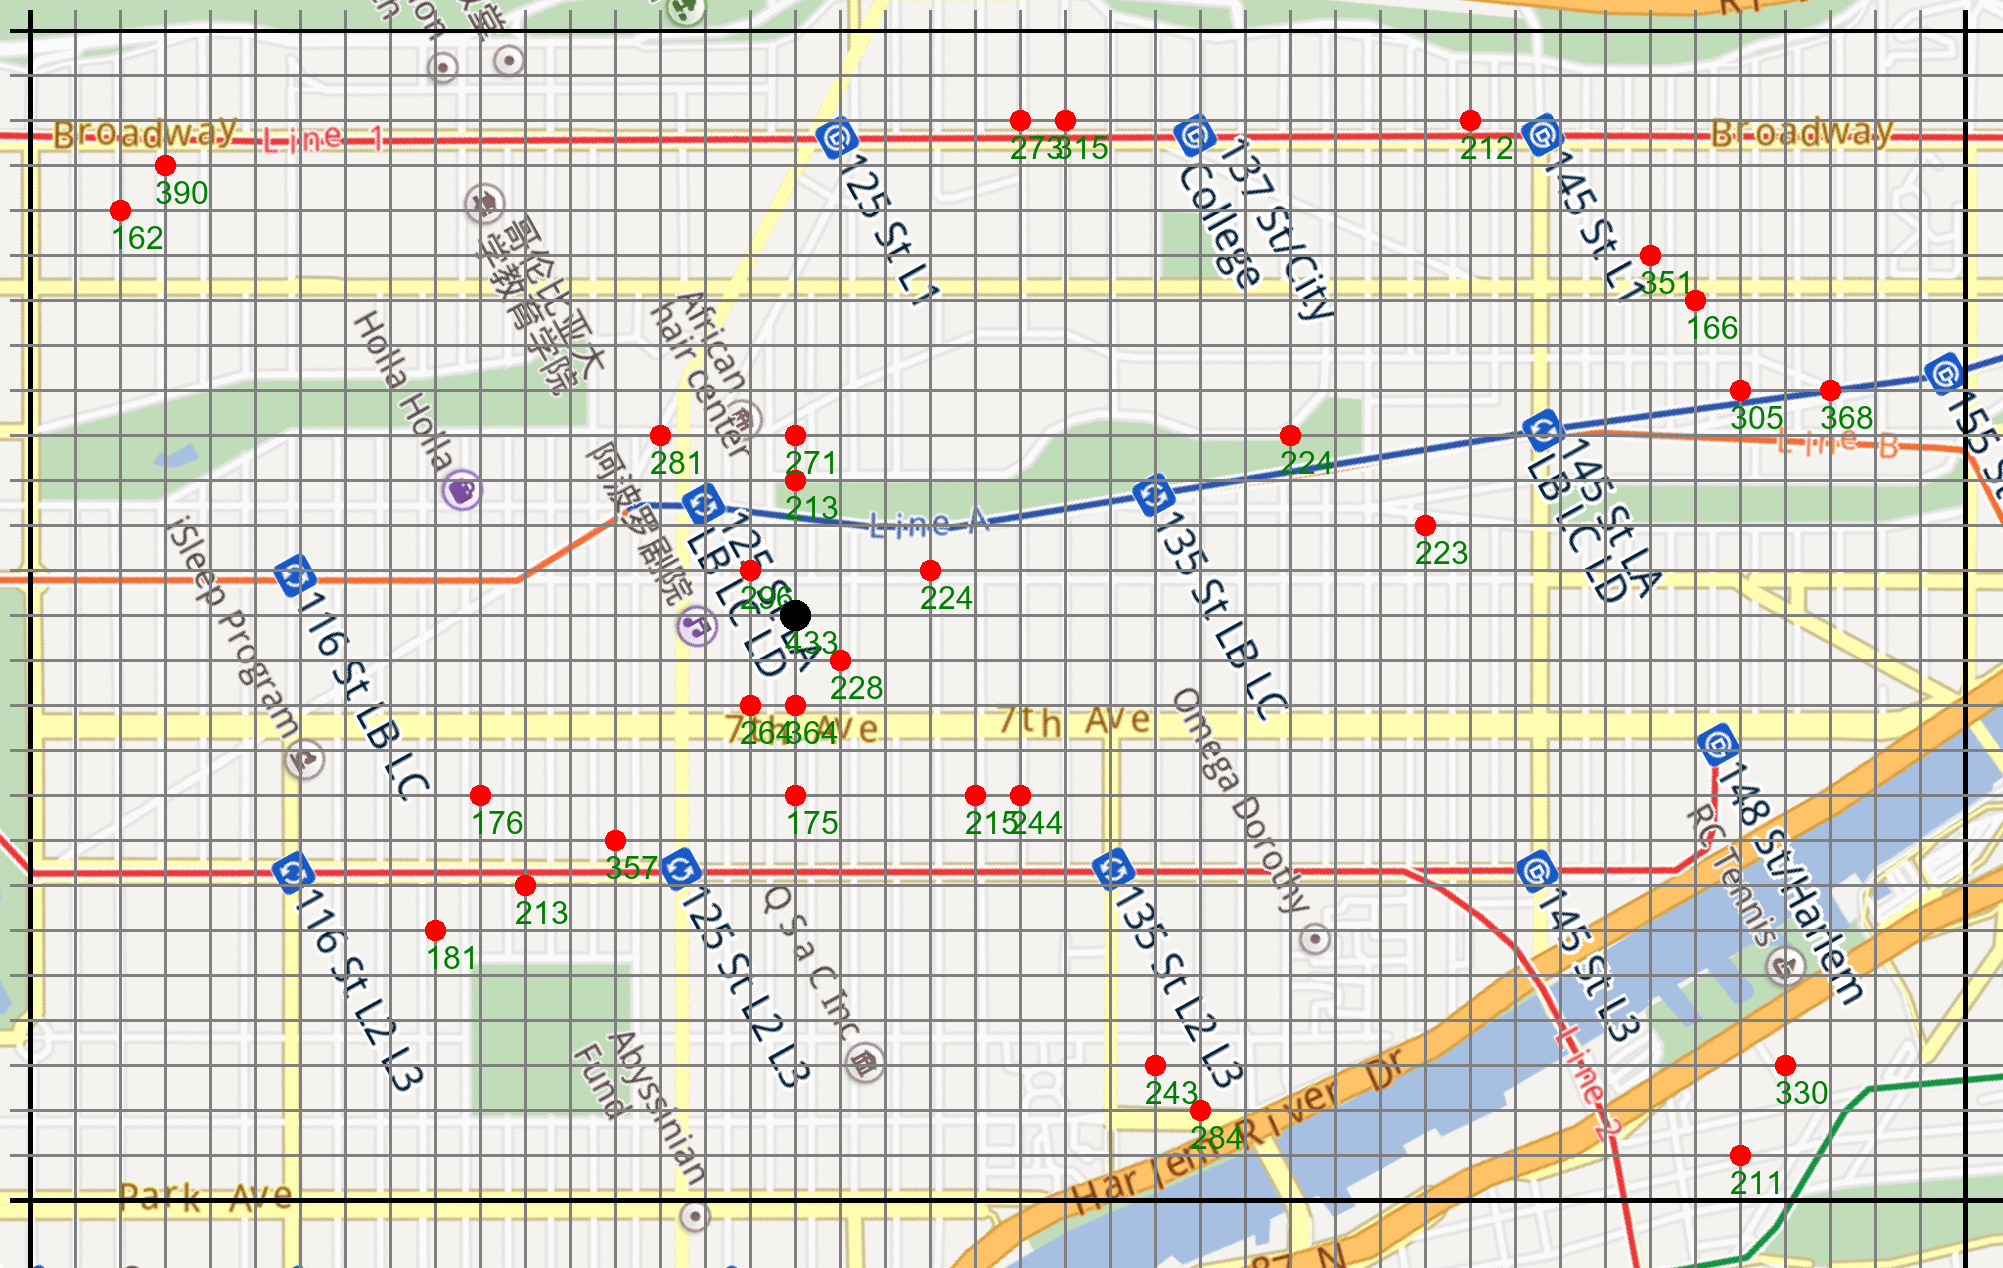 Broadway
Line 1
Broadway
273
315
212
390
162
125 St L1
137 St/City
College
145 St L1
351
166
哥伦比亚大
学教育学院
African
hair center
Holla Holla
281
271
213
224
305
368
Line B
Line A
阿波罗剧院
125 St LA
LB LC LD
135 St LB LC
145 St LA
LB LC LD
155 St
223
296
224
433
228
iSleep Program
116 St LB LC
7th Ave
264
364
7th Ave
Omega Dorothy
148 St/Harlem
RC Tennis
176
175
215
244
357
213
181
116 St L2 L3
125 St L2 L3
Q s a C Inc
135 St L2 L3
145 St L3
Line 2
Abyssinian
Fund
243
284
330
211
Harlem River Dr
Park Ave
87 N